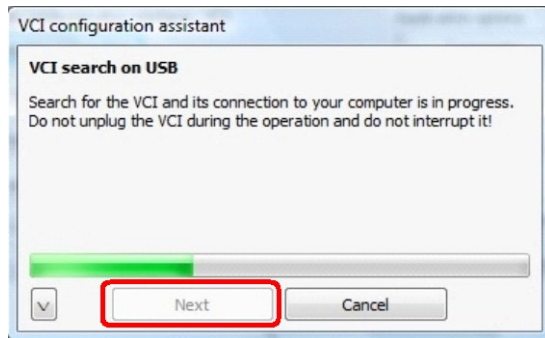 VCI configuration assistant
VCI search on USB
Search for the VCI and its connection to your computer is in progress.
Do not unplug the VCI during the operation and do not interrupt it!
Next
Cancel